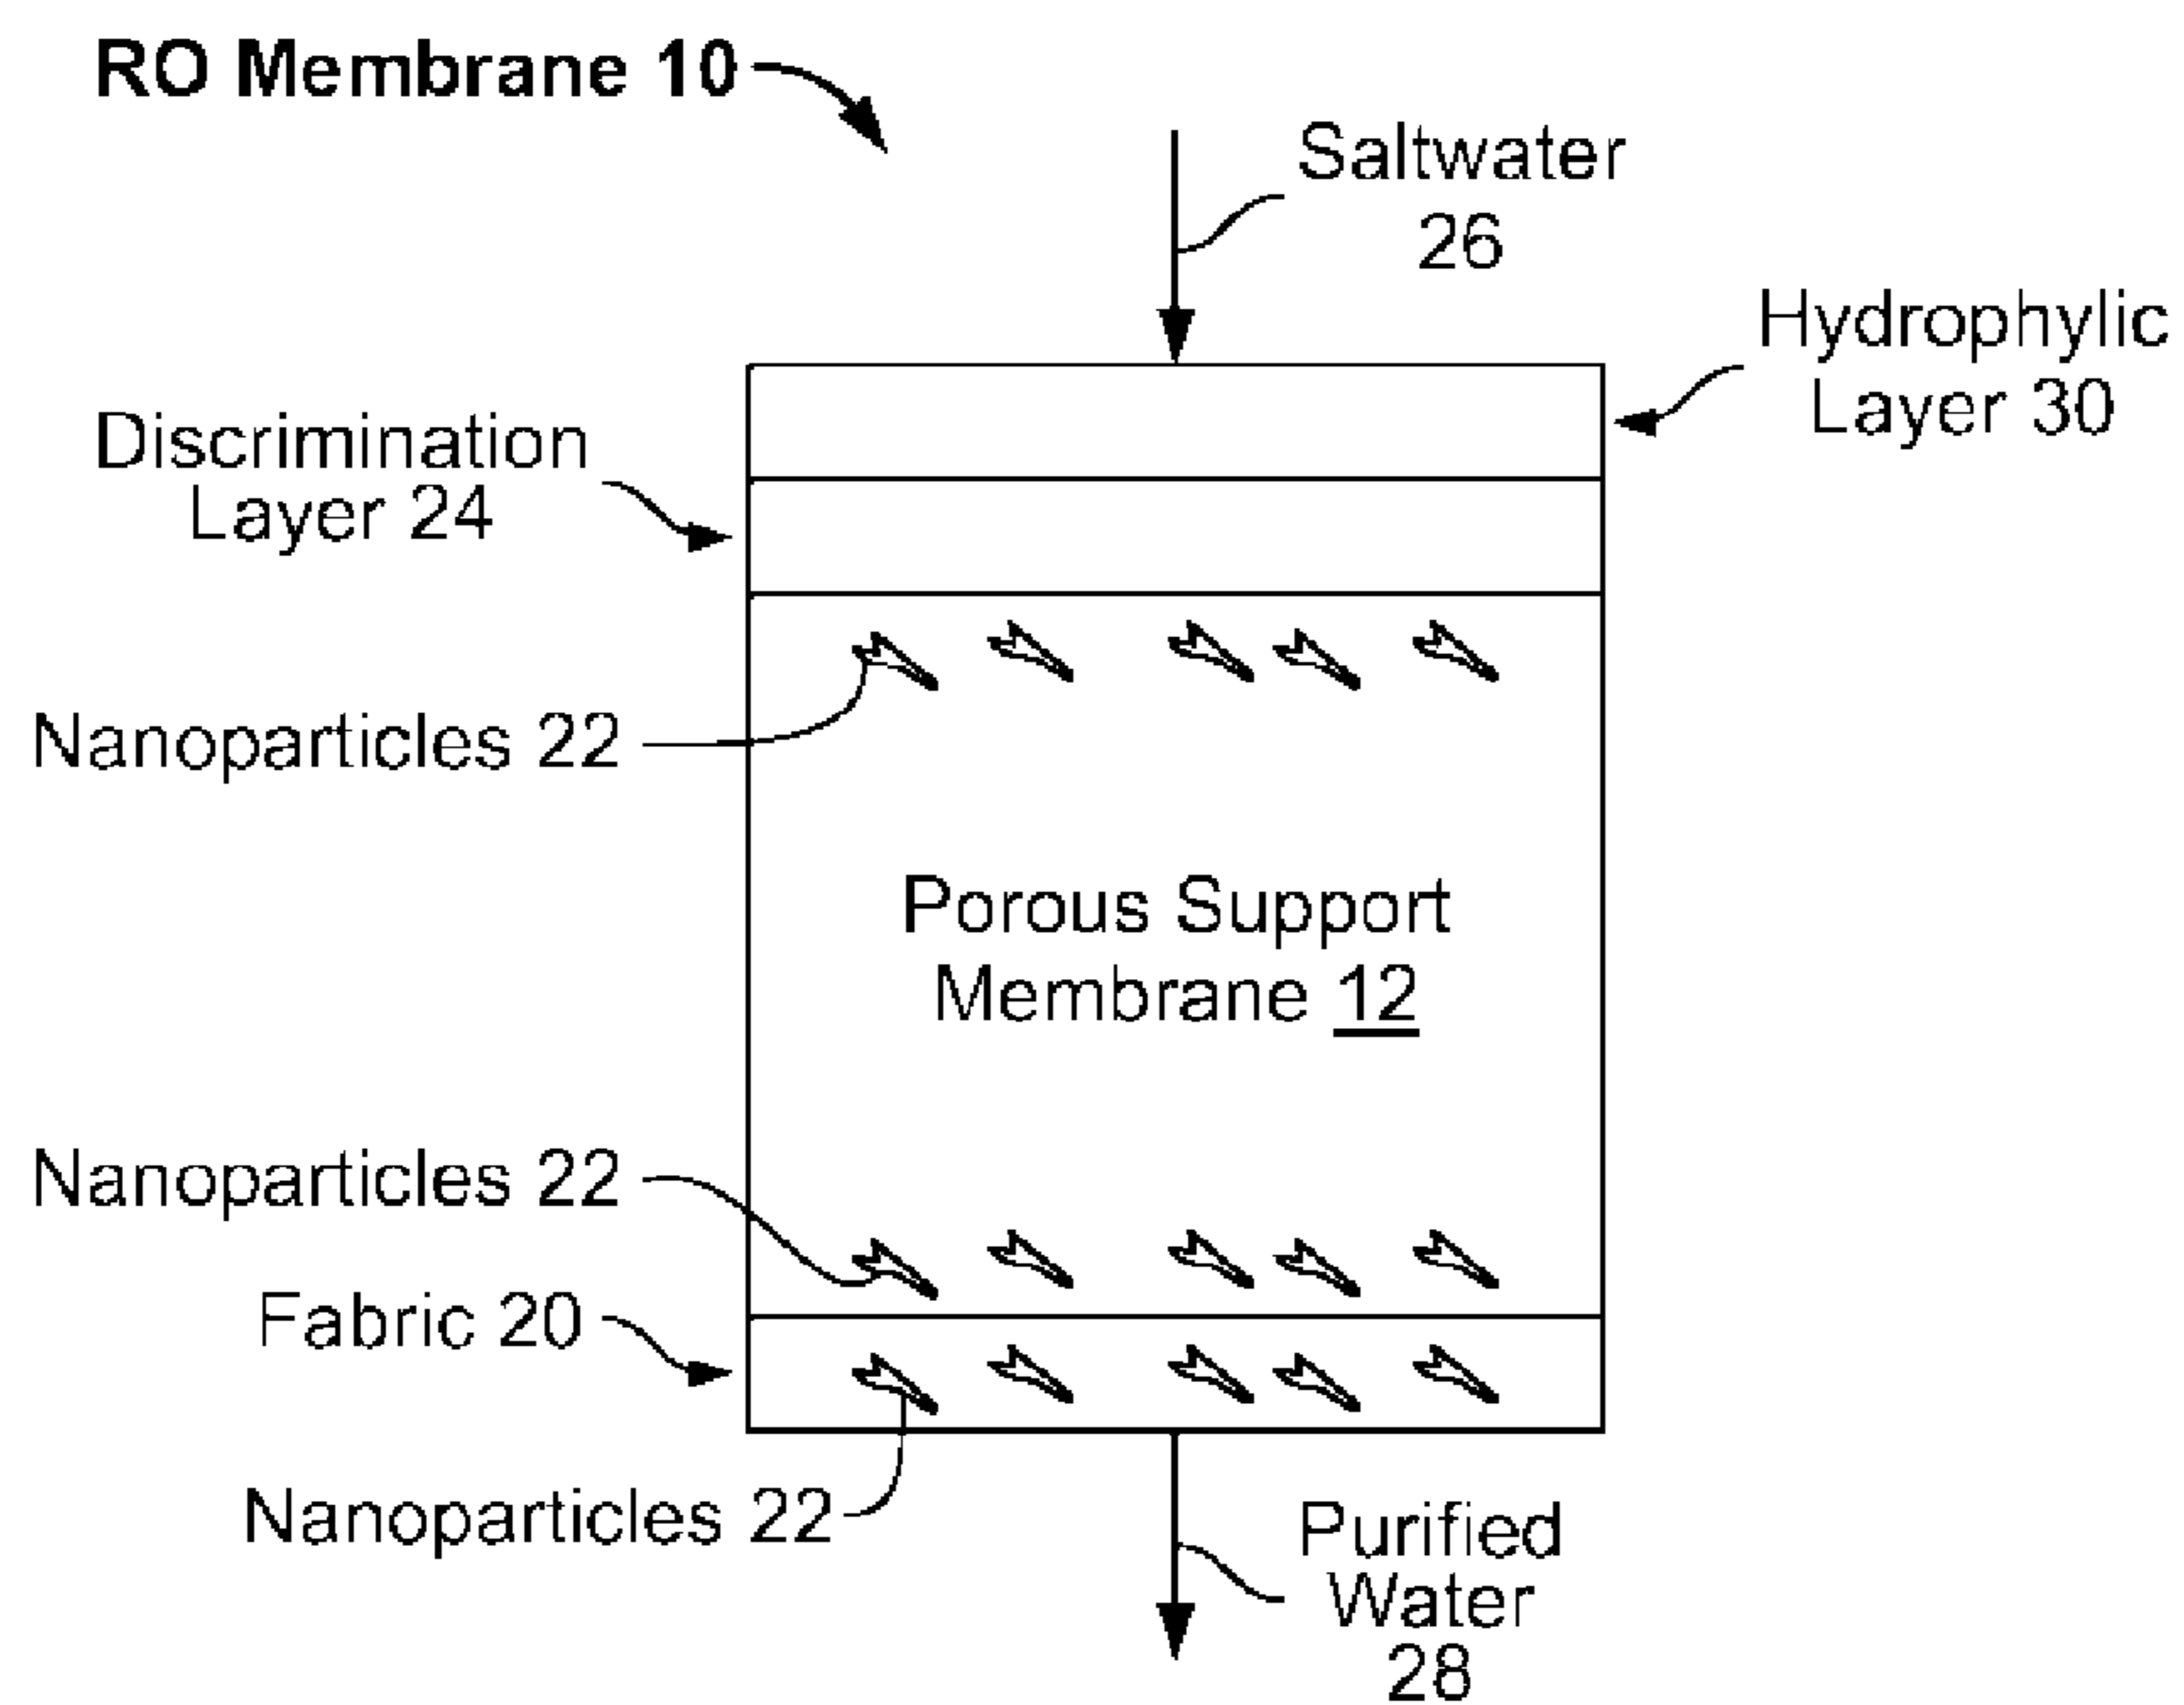 RO Membrane 10
Saltwater
26
Hydrophylic
Layer 30
Discrimination
Layer 24
Nanoparticles 22
Porous Support
Membrane 12
Nanoparticles 22
Fabric 20
Nanoparticles 22
Purified
Water
28